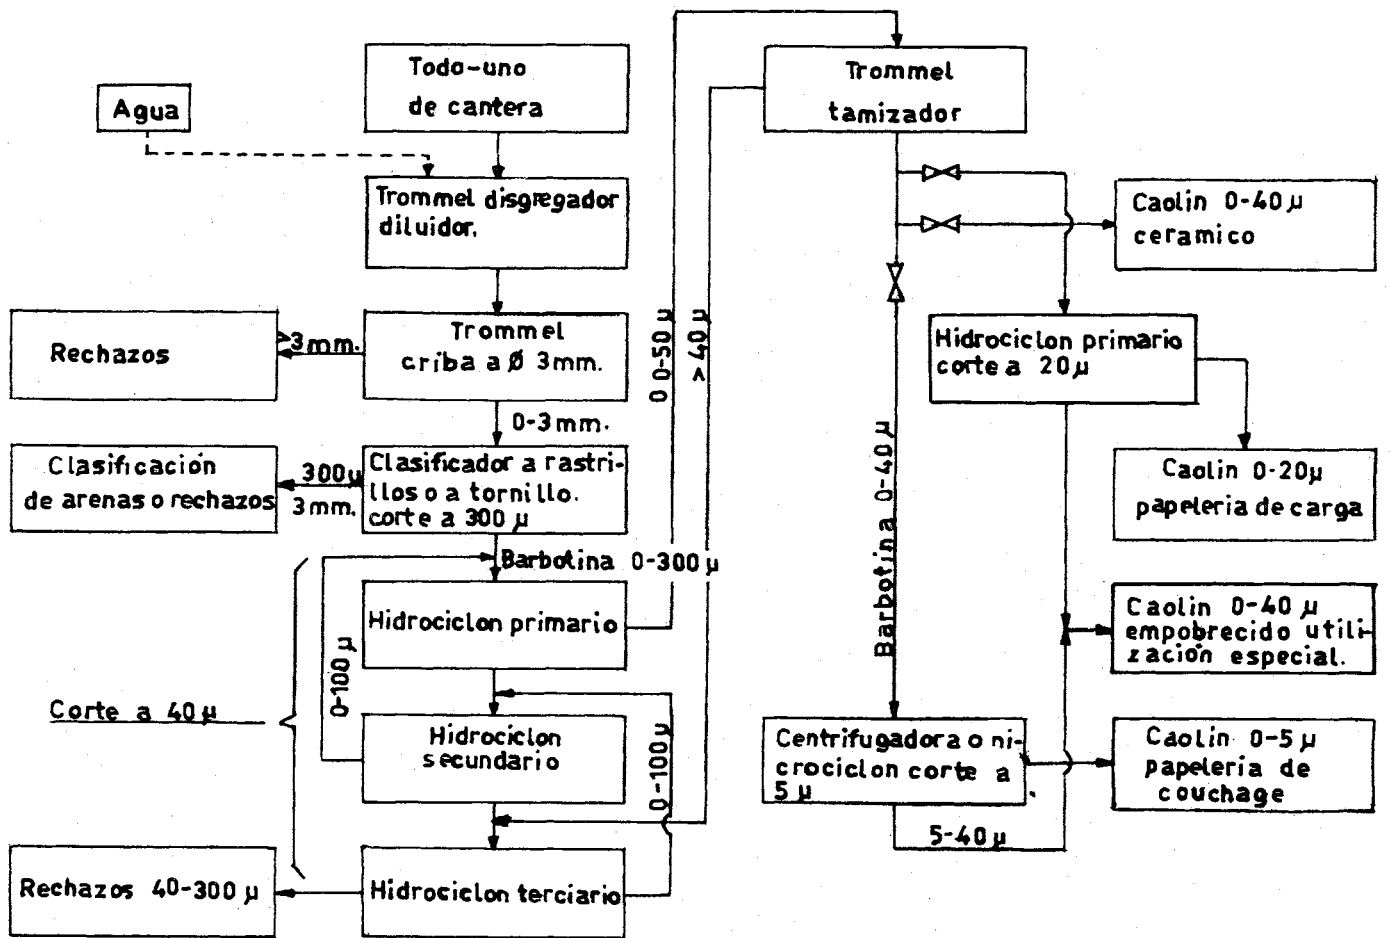 Todo-uno
de cantera
Agua
Trommel disgregador
diluidor.
Trommel
criba a Ø 3mm.
>3mm.
Rechazos
0-3mm.
Clasificador a rastri-
llos o a tornillo.
corte a 300 µ
300µ
3mm.
Clasificación
de arenas o rechazos
Barbotina 0-300 µ
Hidrociclon primario
0-100 µ
Corte a 40 µ
Hidrociclon
secundario
0-100 µ
Hidrociclon terciario
Rechazos 40-300 µ
0 0-50 µ
> 40 µ
Trommel
tamizador
Caolin 0-40 µ
ceramico
Hidrociclon primario
corte a 20 µ
Caolin 0-20µ
papeleria de carga
Barbotina 0-40 µ
Caolin 0-40 µ
empobrecido utili-
zación especial.
Centrifugadora o ni-
crociclon corte a
5 µ
Caolin 0-5 µ
papeleria de
couchage
5-40 µ